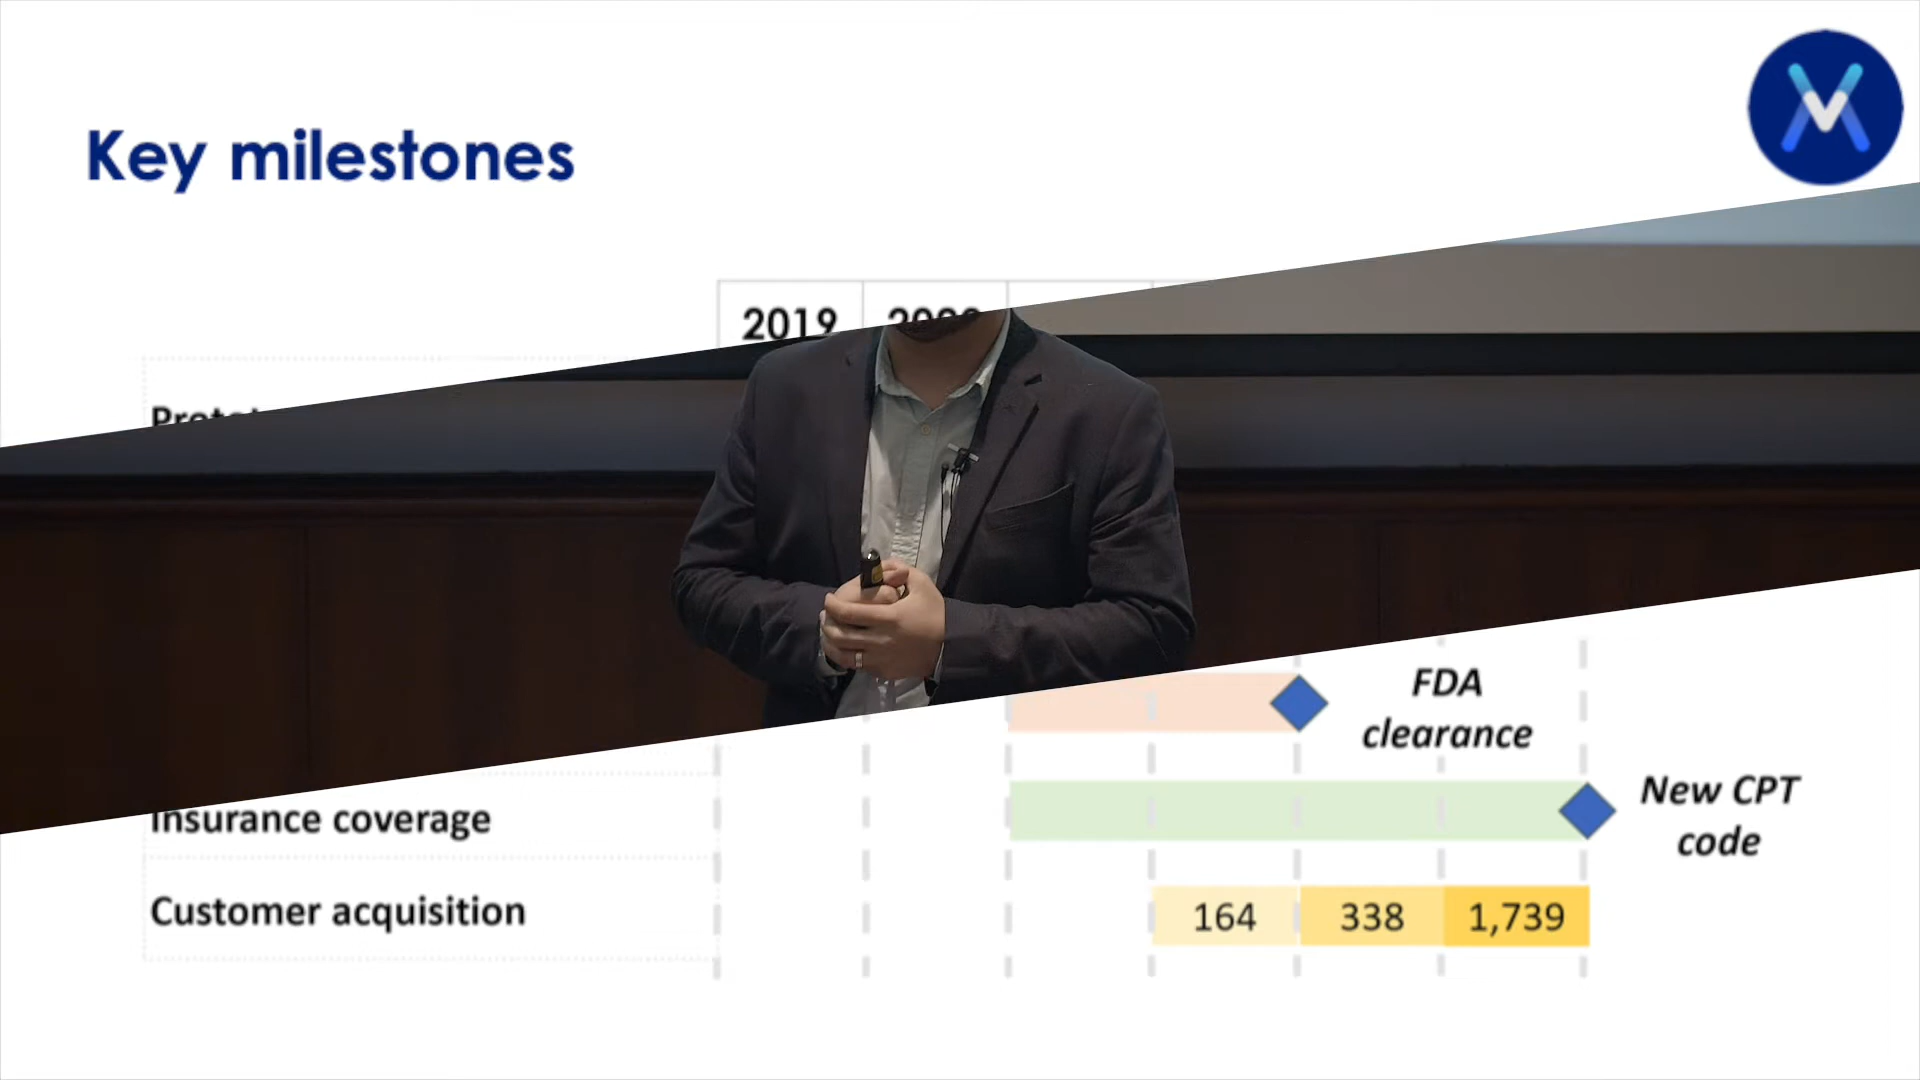 Key milestones
2019
FDA
clearance
New CPT
code
Insurance coverage
Customer acquisition
164 338 1,739